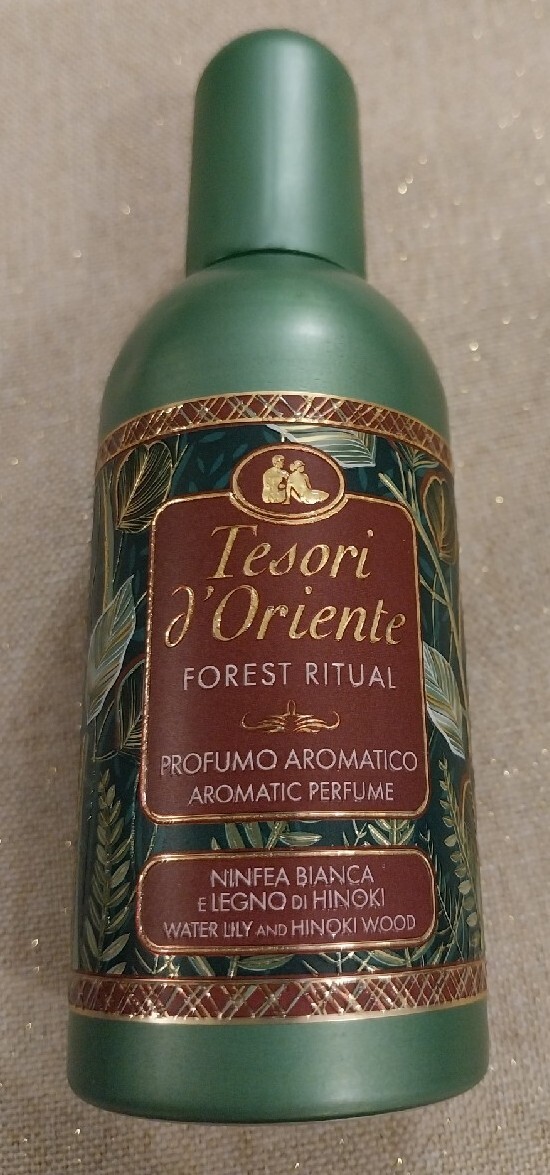 Tesori
d'Oriente
FOREST RITUAL
PROFUMO AROMATICO
AROMATIC PERFUME
NINFEA BIANCA
E LEGNO DI HINOKI
WATER LILY AND HINOKI WOOD